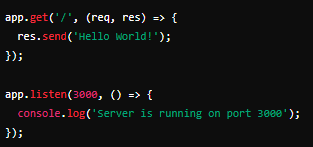 app.get('/', (req, res) => {
  res.send('Hello World!');
});

app.listen(3000, () => {
  console.log('Server is running on port 3000');
});